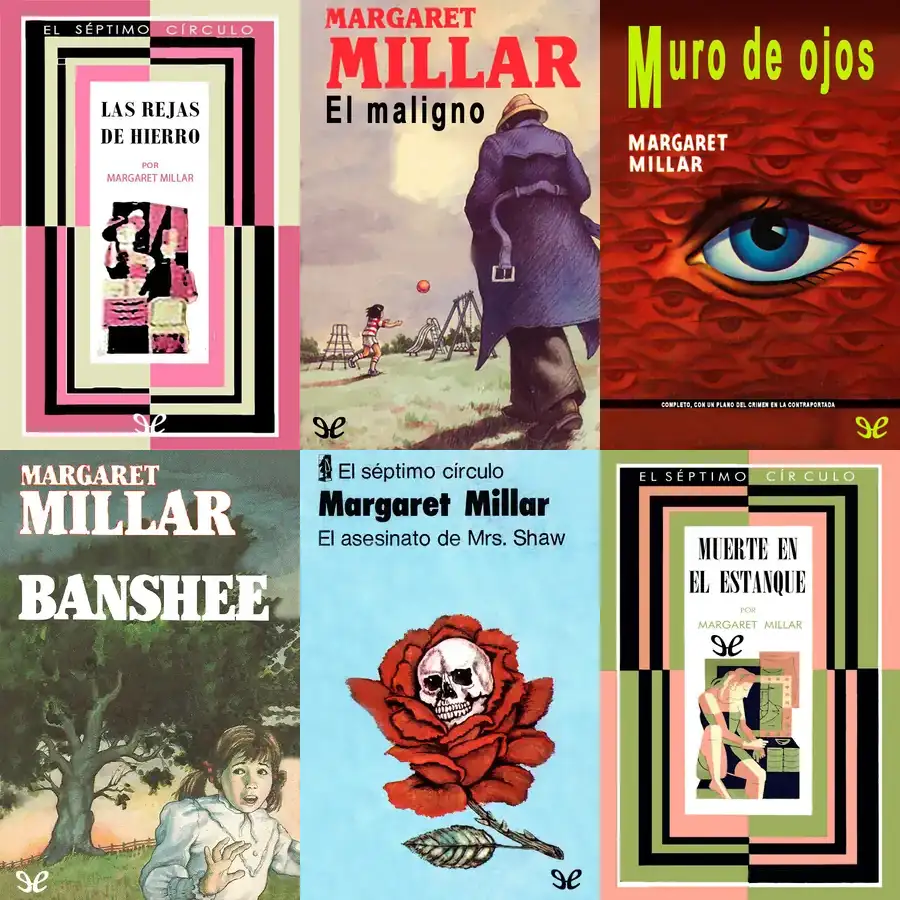 EL SÉPTIMO CÍRCULO
LAS REJAS
DE HIERRO
POR
MARGARET MILLAR
MARGARET
MILLAR
El maligno
Muro de ojos
MARGARET
MILLAR
COMPLETO, CON UN PLANO DEL CRIMEN EN LA CONTRAPORTADA
MARGARET
MILLAR
BANSHEE
El séptimo círculo
Margaret Millar
El asesinato de Mrs. Shaw
EL SÉPTIMO CÍRCULO
MUERTE EN
EL ESTANQUE
POR
MARGARET MILLAR